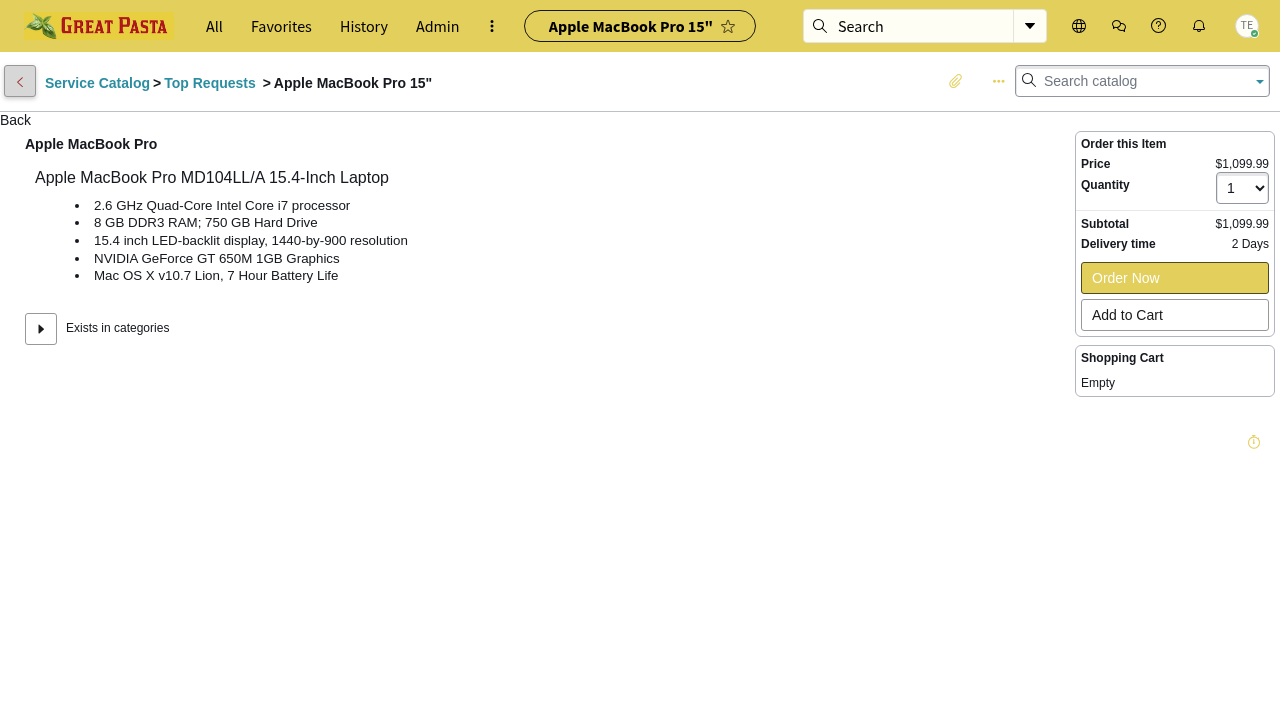 GREAT PASTA All Favorites History Admin Apple MacBook Pro 15" Search TE
Service Catalog > Top Requests > Apple MacBook Pro 15" Search catalog
Back
Apple MacBook Pro
Apple MacBook Pro MD104LL/A 15.4-Inch Laptop
2.6 GHz Quad-Core Intel Core i7 processor
8 GB DDR3 RAM; 750 GB Hard Drive
15.4 inch LED-backlit display, 1440-by-900 resolution
NVIDIA GeForce GT 650M 1GB Graphics
Mac OS X v10.7 Lion, 7 Hour Battery Life
Exists in categories
Order this Item
Price $1,099.99
Quantity 1
Subtotal $1,099.99
Delivery time 2 Days
Order Now
Add to Cart
Shopping Cart
Empty